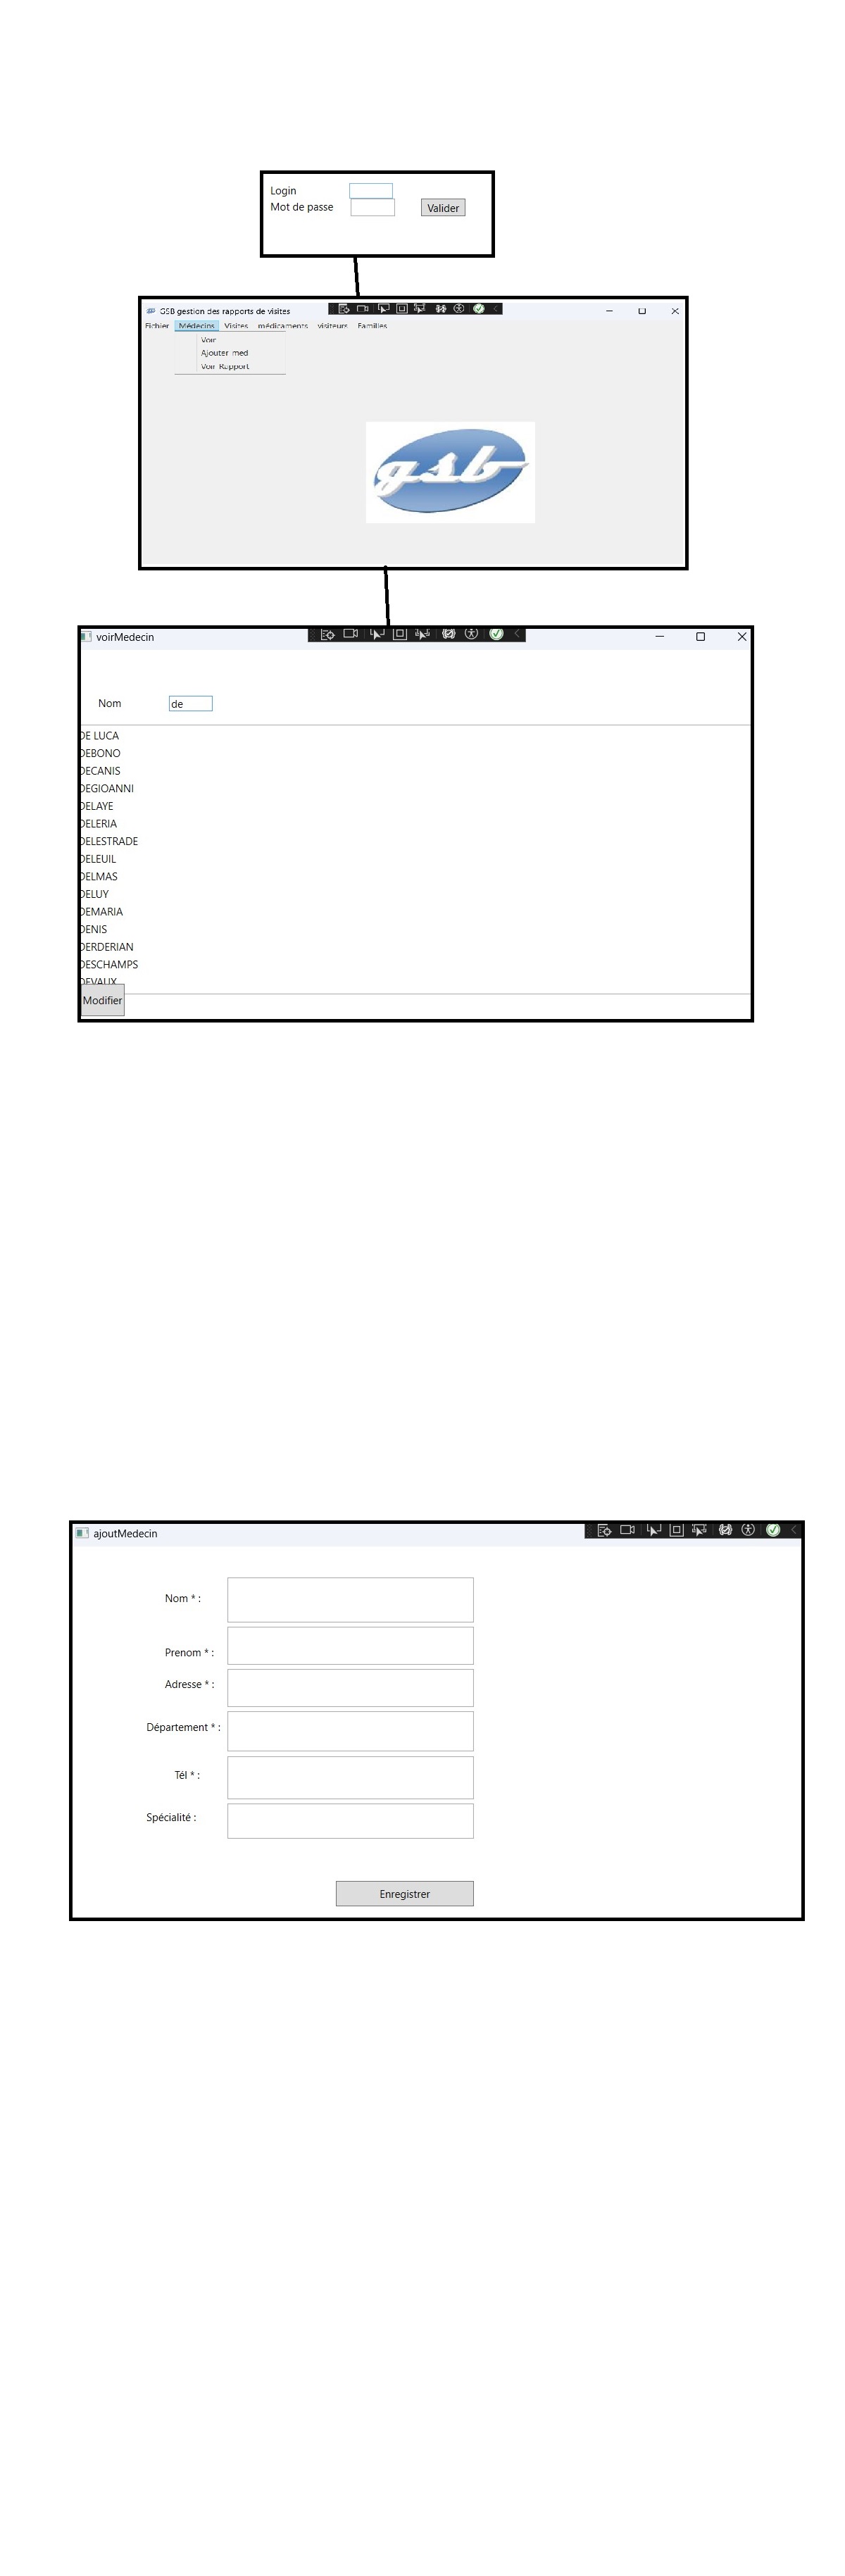 Login
Mot de passe
Valider
GSB gestion des rapports de visites
Fichier Médecins Visites médicaments visiteurs Familles
Voir
Ajouter med
Voir Rapport
gsb
voirMedecin
Nom de
DE LUCA
DEBONO
DECANIS
DEGIOANNI
DELAYE
DELERIA
DELESTRADE
DELEUIL
DELMAS
DELUY
DEMARIA
DENIS
DERDERIAN
DESCHAMPS
DEVAUX
Modifier
ajoutMedecin
Nom * :
Prenom * :
Adresse * :
Département * :
Tél * :
Spécialité :
Enregistrer